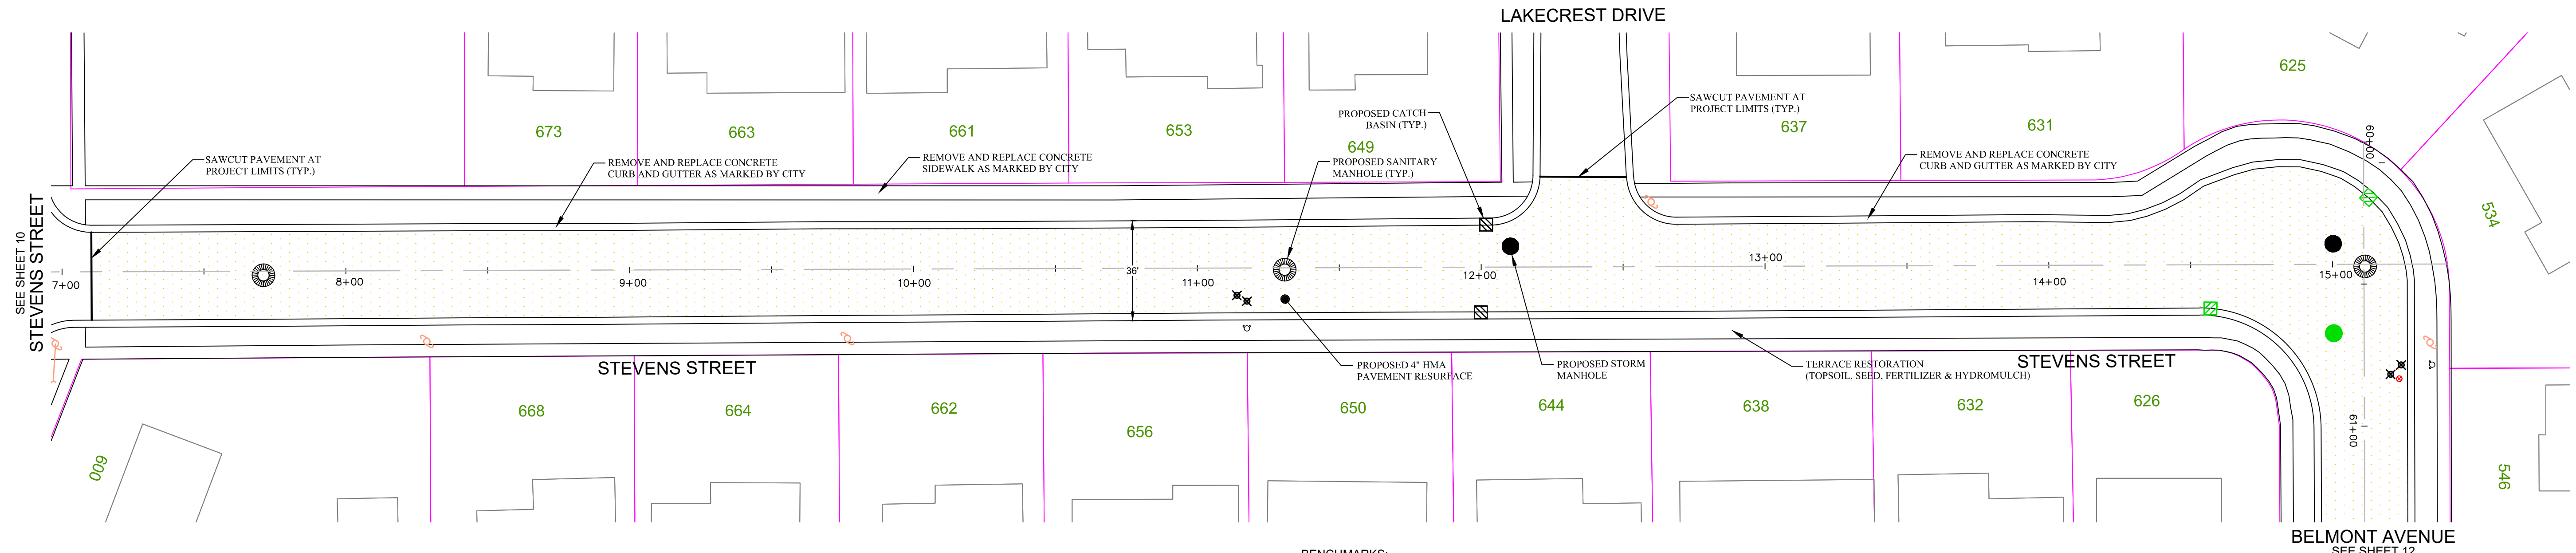 LAKECREST DRIVE
625
673
663
661
653
649
637
631
PROPOSED CATCH
BASIN (TYP.)
SAWCUT PAVEMENT AT
PROJECT LIMITS (TYP.)
SAWCUT PAVEMENT AT
PROJECT LIMITS (TYP.)
REMOVE AND REPLACE CONCRETE
CURB AND GUTTER AS MARKED BY CITY
REMOVE AND REPLACE CONCRETE
SIDEWALK AS MARKED BY CITY
PROPOSED SANITARY
MANHOLE (TYP.)
REMOVE AND REPLACE CONCRETE
CURB AND GUTTER AS MARKED BY CITY
60+00
534
SEE SHEET 10
STEVENS STREET
7+00
8+00
9+00
10+00
36'
11+00
12+00
13+00
14+00
15+00
STEVENS STREET
PROPOSED 4" HMA
PAVEMENT RESURFACE
PROPOSED STORM
MANHOLE
TERRACE RESTORATION
(TOPSOIL, SEED, FERTILIZER & HYDROMULCH)
STEVENS STREET
61+00
600
668
664
662
656
650
644
638
632
626
546
BELMONT AVENUE
SEE SHEET 12
BENCHMARKS: